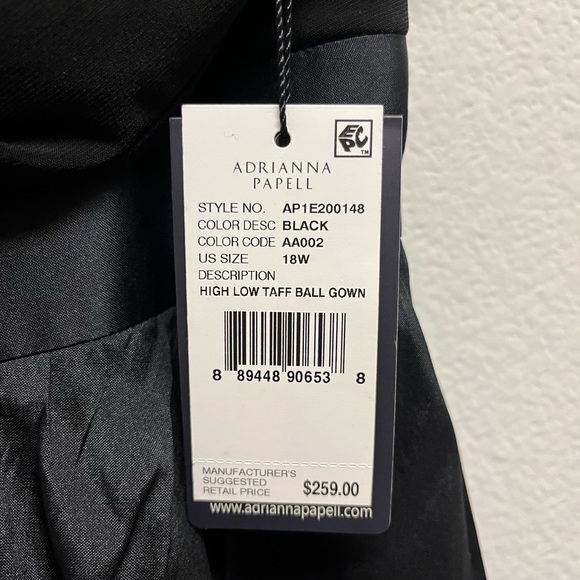 EPC
TM
ADRIANNA
PAPELL
STYLE NO. AP1E200148
COLOR DESC BLACK
COLOR CODE AA002
US SIZE 18W
DESCRIPTION
HIGH LOW TAFF BALL GOWN
8 89448 90653 8
MANUFACTURER'S
SUGGESTED
RETAIL PRICE $259.00
www.adriannapapell.com